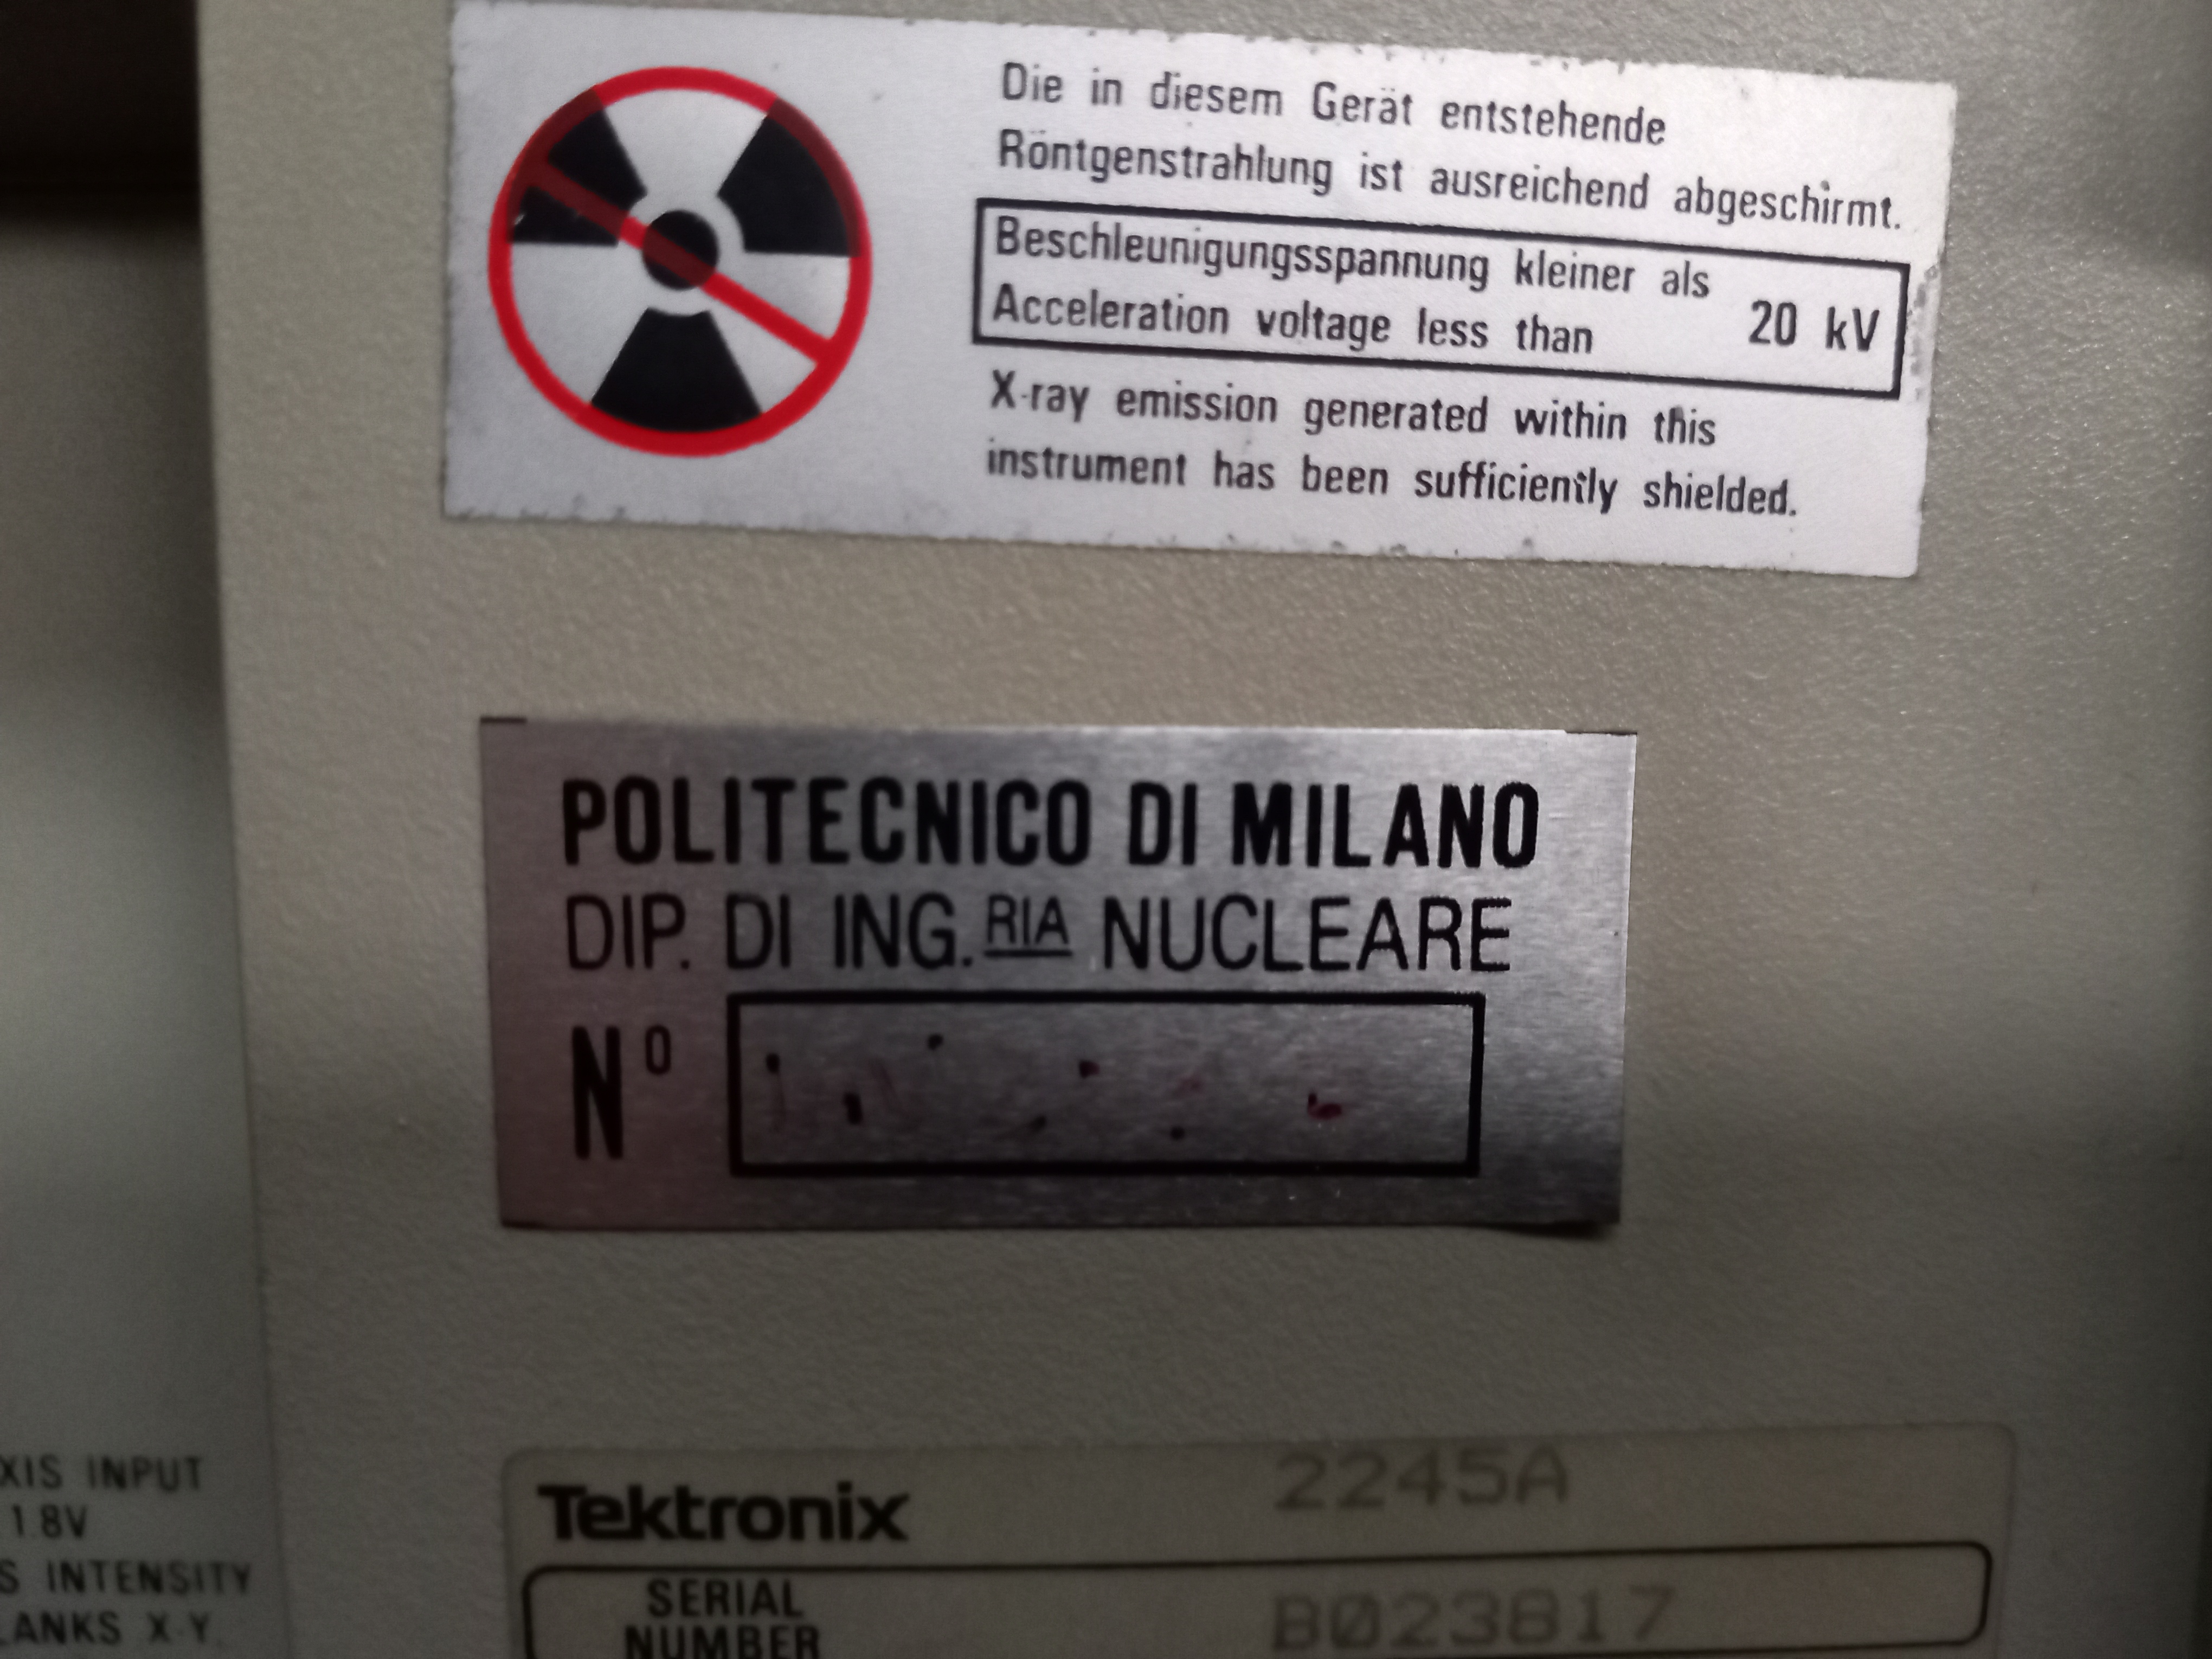 Die in diesem Gerät entstehende
Röntgenstrahlung ist ausreichend abgeschirmt.
Beschleunigungsspannung kleiner als
Acceleration voltage less than
20 kV
X-ray emission generated within this
instrument has been sufficiently shielded.
POLITECNICO DI MILANO
DIP. DI ING.RIA NUCLEARE
Nº
XIS INPUT
1.8V
S INTENSITY
LANKS X-Y
Tektronix 2245A
SERIAL
NUMBER
B023817